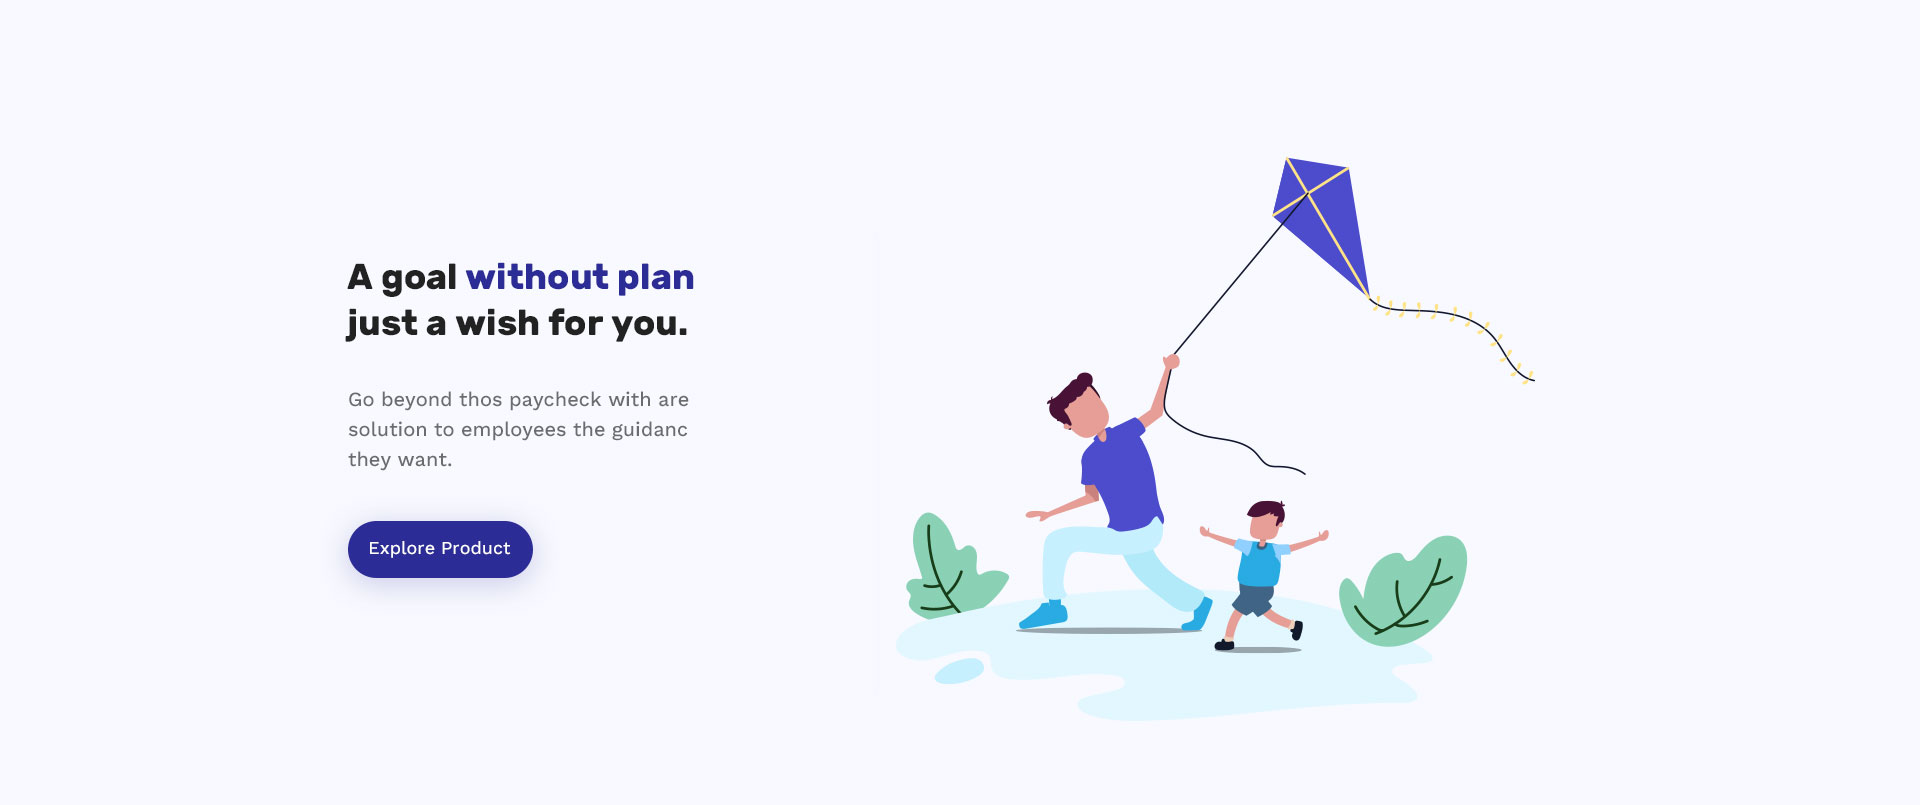 A goal without plan
just a wish for you.
Go beyond thos paycheck with are
solution to employees the guidanc
they want.
Explore Product